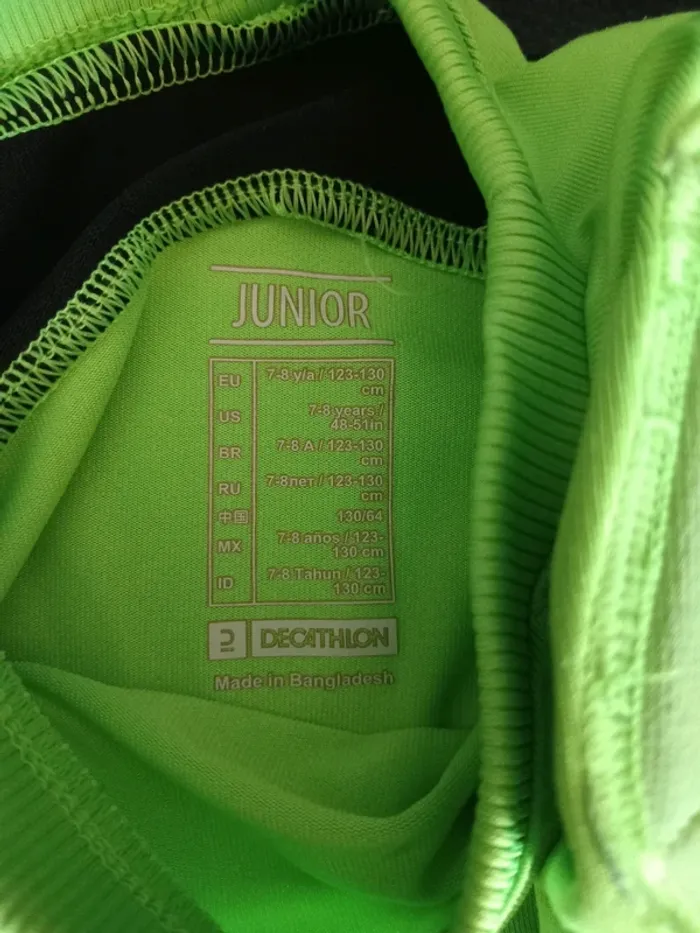 JUNIOR
EU 7-8 y/a / 123-130
cm
US 7-8 years /
48-51in
BR 7-8 A / 123-130
cm
RU 7-8лет / 123-130
cm
中国 130/64
MX 7-8 años / 123-
130 cm
ID 7-8 Tahun / 123-
130 cm
DECATHLON
Made in Bangladesh